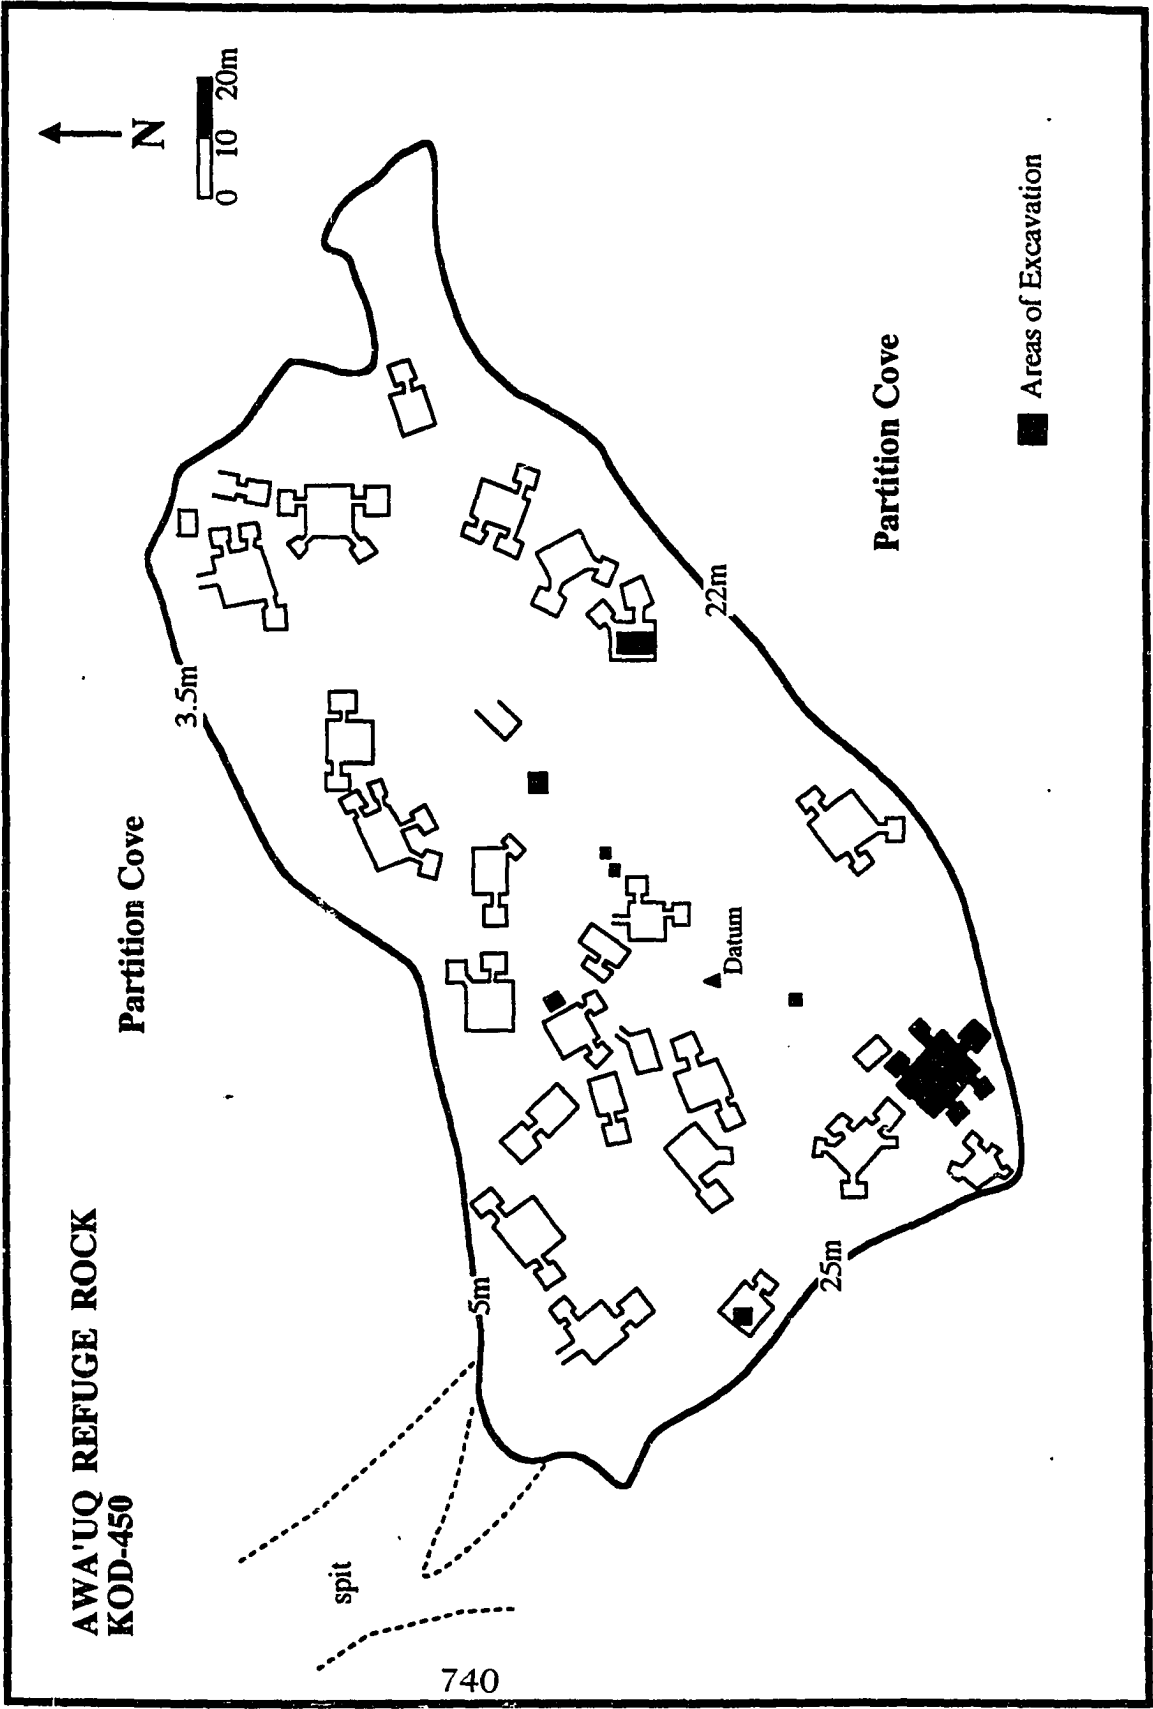 AWA'UQ REFUGE ROCK
KOD-450
N
0 10 20m
Partition Cove
3.5m
5m
spit
22m
Datum
25m
Partition Cove
Areas of Excavation
740